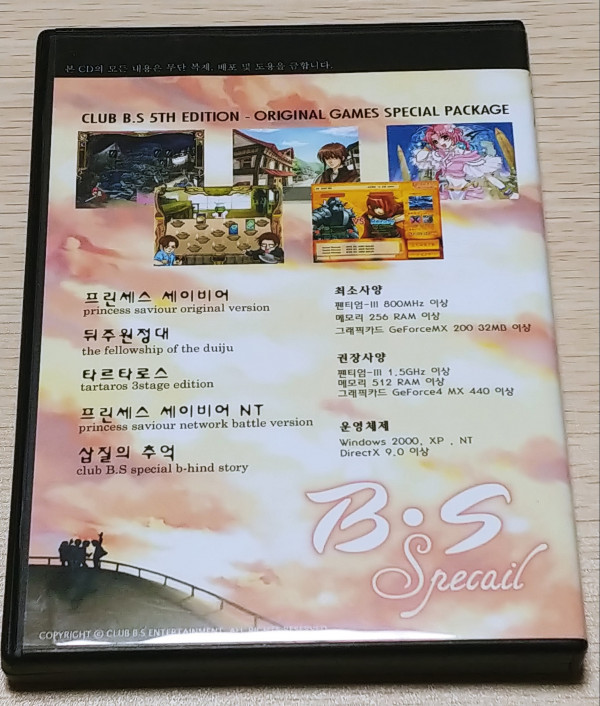 본 CD의 모든 내용은 무단 복제, 배포 및 도용을 금합니다.
CLUB B.S 5TH EDITION - ORIGINAL GAMES SPECIAL PACKAGE
프린세스 세이비어
princess saviour original version
뒤주원정대
the fellowship of the duiju
타르타로스
tartaros 3stage edition
프린세스 세이비어 NT
princess saviour network battle version
삽질의 추억
club B.S special b-hind story
최소사양
펜티엄-III 800MHz 이상
메모리 256 RAM 이상
그래픽카드 GeForceMX 200 32MB 이상
권장사양
펜티엄-III 1.5GHz 이상
메모리 512 RAM 이상
그래픽카드 GeForce4 MX 440 이상
운영체제
Windows 2000, XP , NT
DirectX 9.0 이상
B.S
Specail
COPYRIGHT ⓒ CLUB B.S ENTERTAINMENT. ALL RIGHTS RESERVED